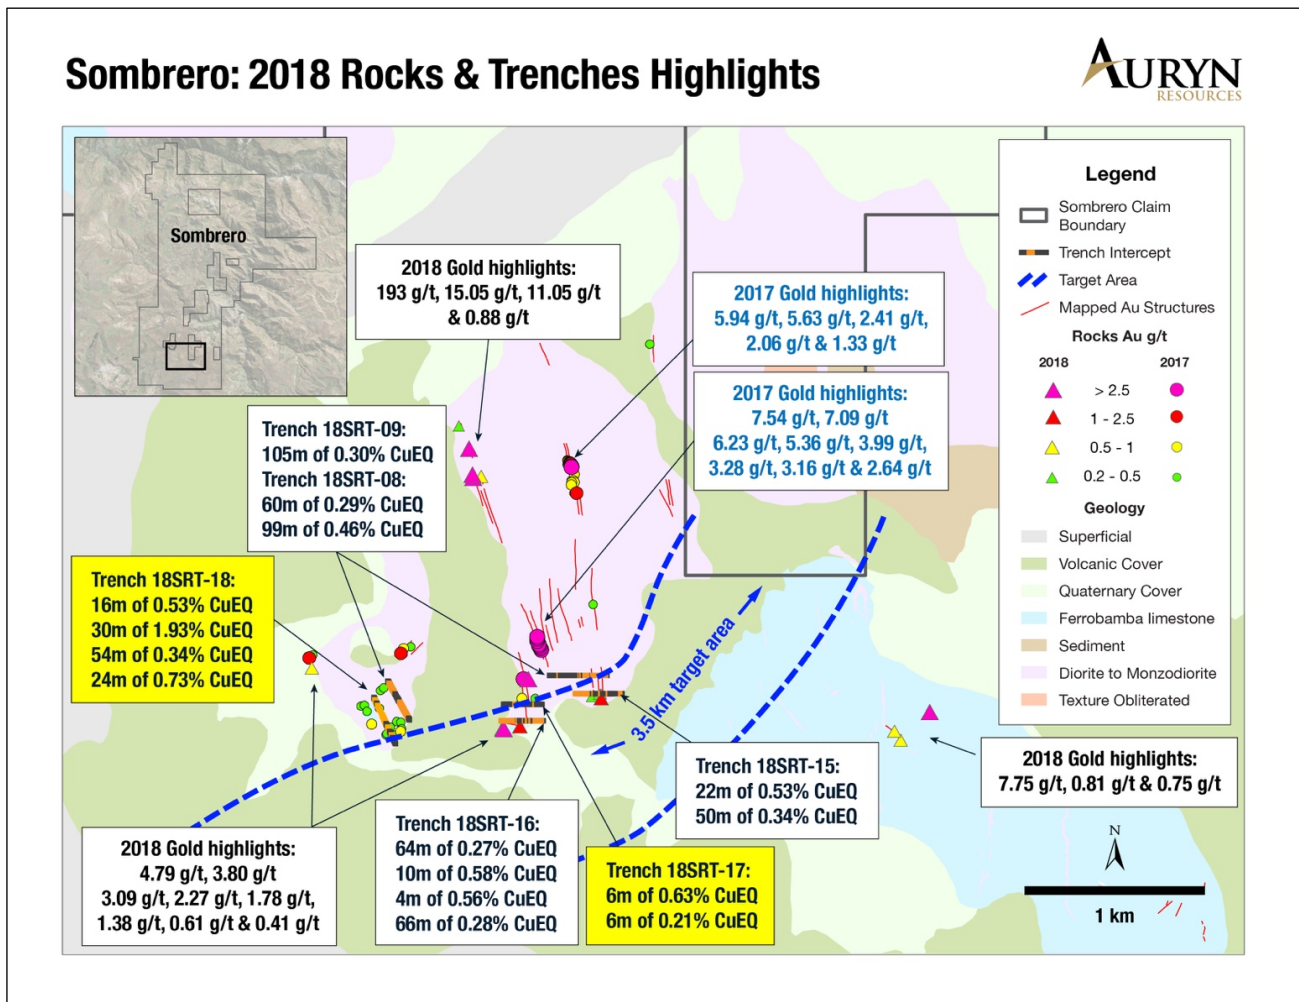 Sombrero: 2018 Rocks & Trenches Highlights
AURYN
RESOURCES
Sombrero
2018 Gold highlights:
193 g/t, 15.05 g/t, 11.05 g/t
& 0.88 g/t
2017 Gold highlights:
5.94 g/t, 5.63 g/t, 2.41 g/t,
2.06 g/t & 1.33 g/t
2017 Gold highlights:
7.54 g/t, 7.09 g/t
6.23 g/t, 5.36 g/t, 3.99 g/t,
3.28 g/t, 3.16 g/t & 2.64 g/t
Trench 18SRT-09:
105m of 0.30% CuEQ
Trench 18SRT-08:
60m of 0.29% CuEQ
99m of 0.46% CuEQ
Trench 18SRT-18:
16m of 0.53% CuEQ
30m of 1.93% CuEQ
54m of 0.34% CuEQ
24m of 0.73% CuEQ
3.5 km target area
2018 Gold highlights:
4.79 g/t, 3.80 g/t
3.09 g/t, 2.27 g/t, 1.78 g/t,
1.38 g/t, 0.61 g/t & 0.41 g/t
Trench 18SRT-16:
64m of 0.27% CuEQ
10m of 0.58% CuEQ
4m of 0.56% CuEQ
66m of 0.28% CuEQ
Trench 18SRT-17:
6m of 0.63% CuEQ
6m of 0.21% CuEQ
Trench 18SRT-15:
22m of 0.53% CuEQ
50m of 0.34% CuEQ
2018 Gold highlights:
7.75 g/t, 0.81 g/t & 0.75 g/t
N
1 km
Legend
Sombrero Claim
Boundary
Trench Intercept
Target Area
Mapped Au Structures
Rocks Au g/t
2018 2017
> 2.5
1 - 2.5
0.5 - 1
0.2 - 0.5
Geology
Superficial
Volcanic Cover
Quaternary Cover
Ferrobamba limestone
Sediment
Diorite to Monzodiorite
Texture Obliterated